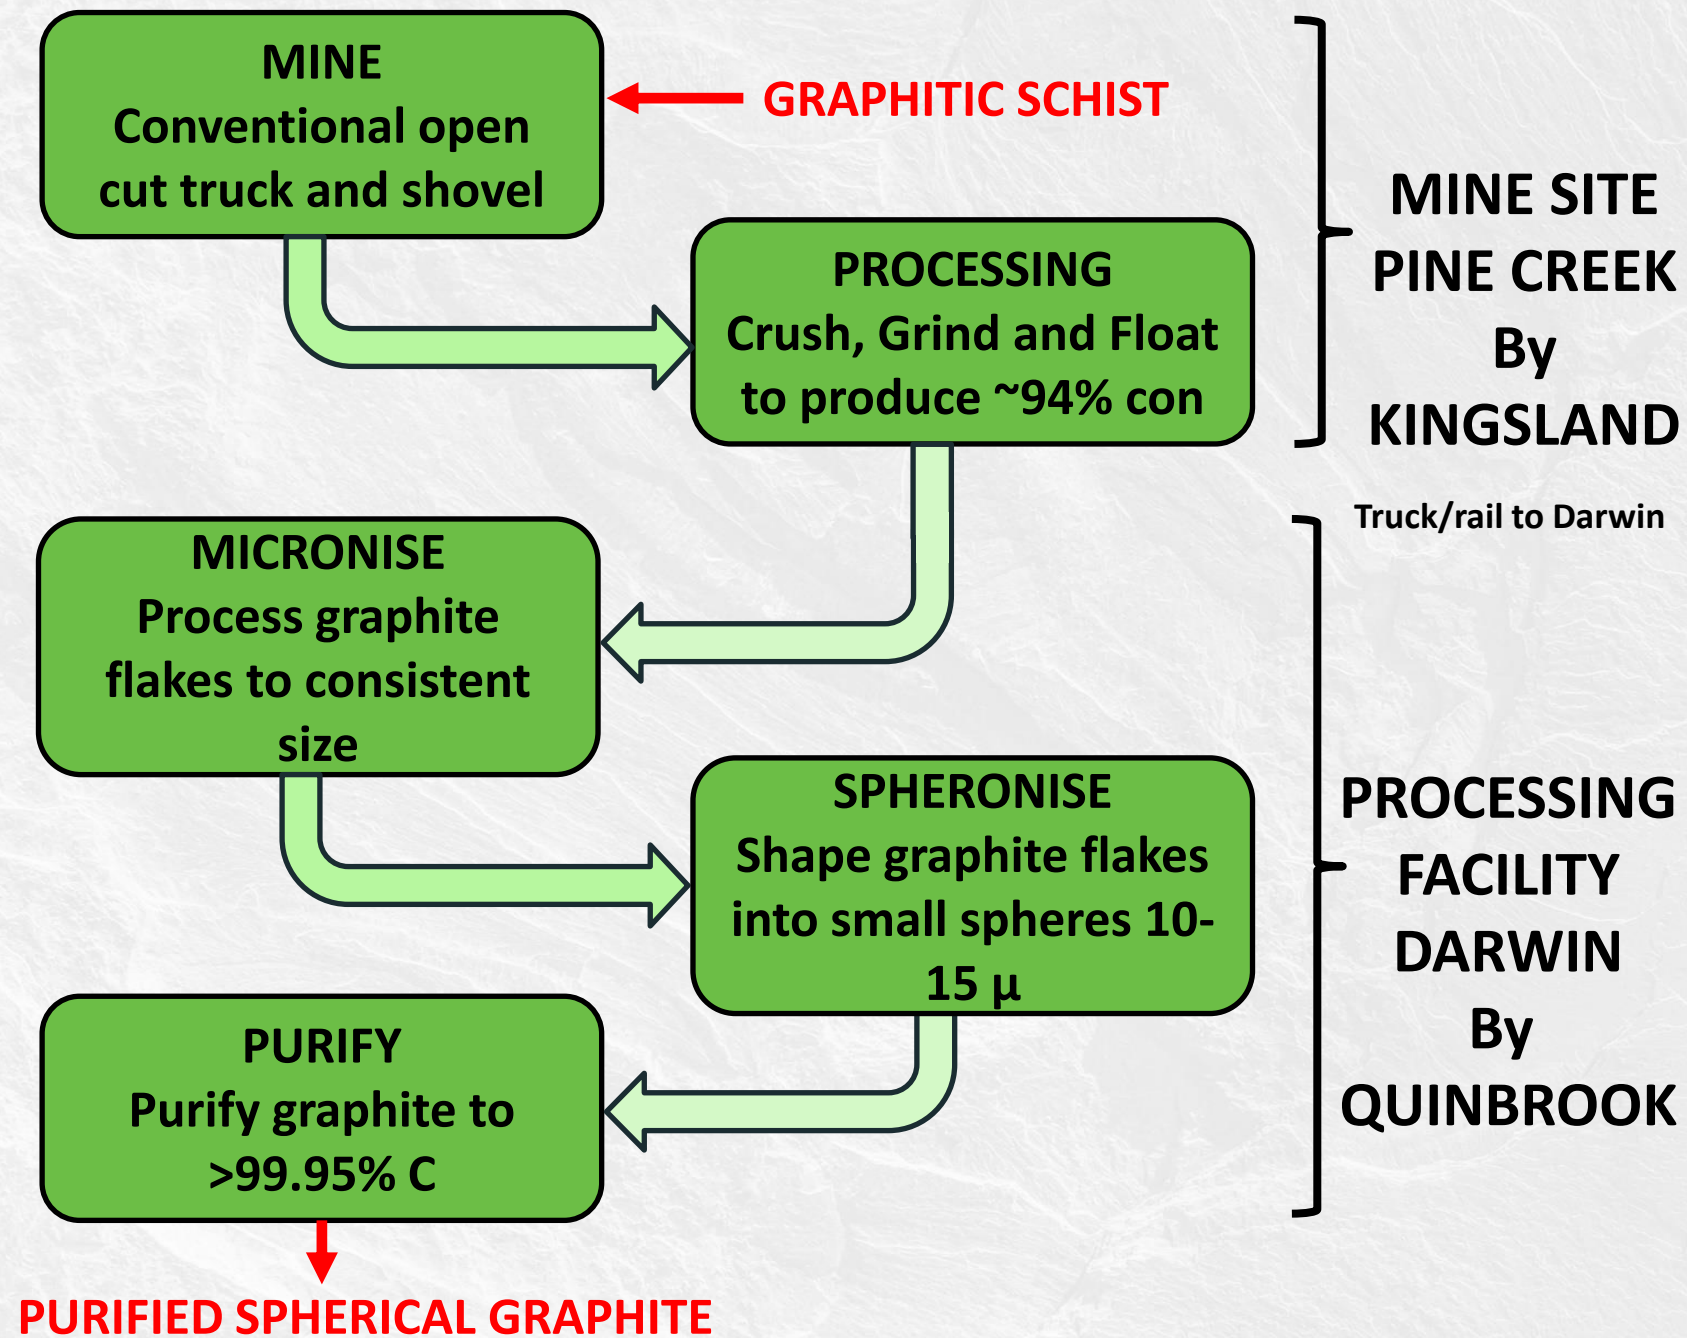 MINE
Conventional open
cut truck and shovel
GRAPHITIC SCHIST
PROCESSING
Crush, Grind and Float
to produce ~94% con
MINE SITE
PINE CREEK
By
KINGSLAND
Truck/rail to Darwin
MICRONISE
Process graphite
flakes to consistent
size
SPHERONISE
Shape graphite flakes
into small spheres 10-
15 µ
PROCESSING
FACILITY
DARWIN
By
QUINBROOK
PURIFY
Purify graphite to
>99.95% C
PURIFIED SPHERICAL GRAPHITE